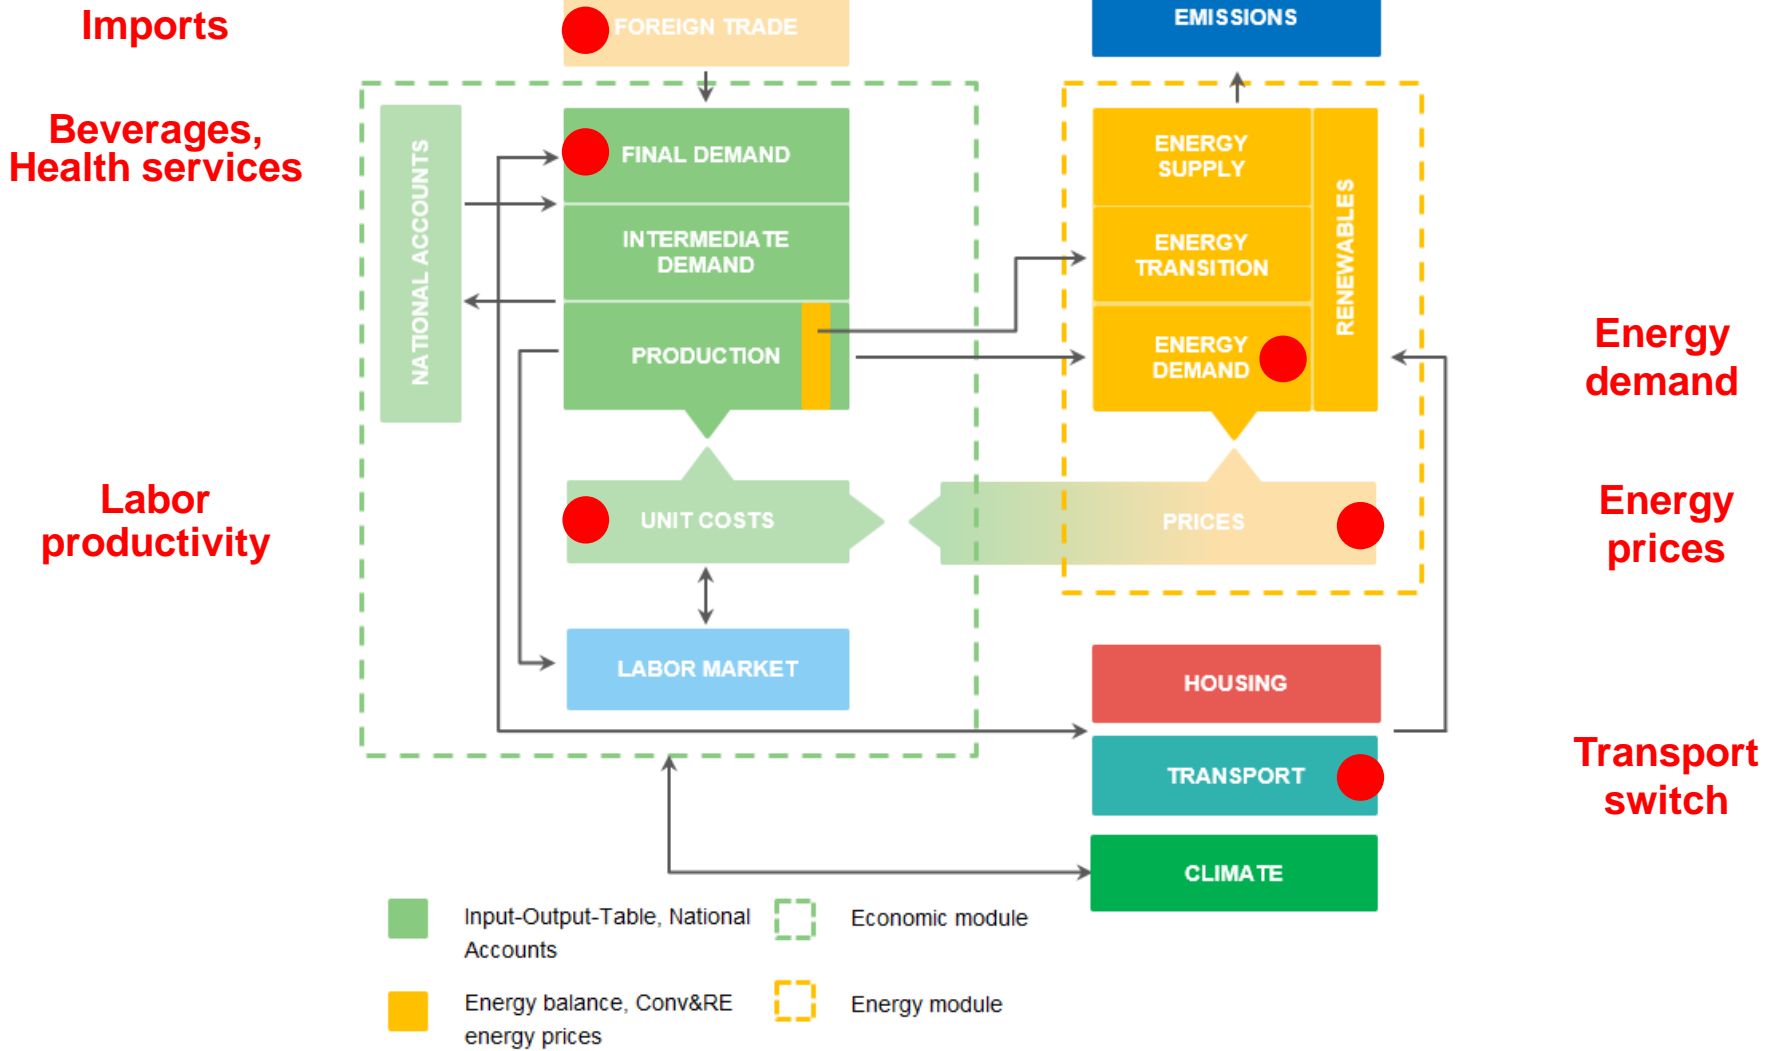 Imports
FOREIGN TRADE
EMISSIONS
Beverages,
Health services
NATIONAL ACCOUNTS
FINAL DEMAND
INTERMEDIATE
DEMAND
PRODUCTION
ENERGY
SUPPLY
ENERGY
TRANSITION
ENERGY
DEMAND
RENEWABLES
Energy
demand
Labor
productivity
UNIT COSTS
PRICES
Energy
prices
LABOR MARKET
HOUSING
TRANSPORT
Transport
switch
CLIMATE
Input-Output-Table, National
Accounts
Economic module
Energy balance, Conv&RE
energy prices
Energy module